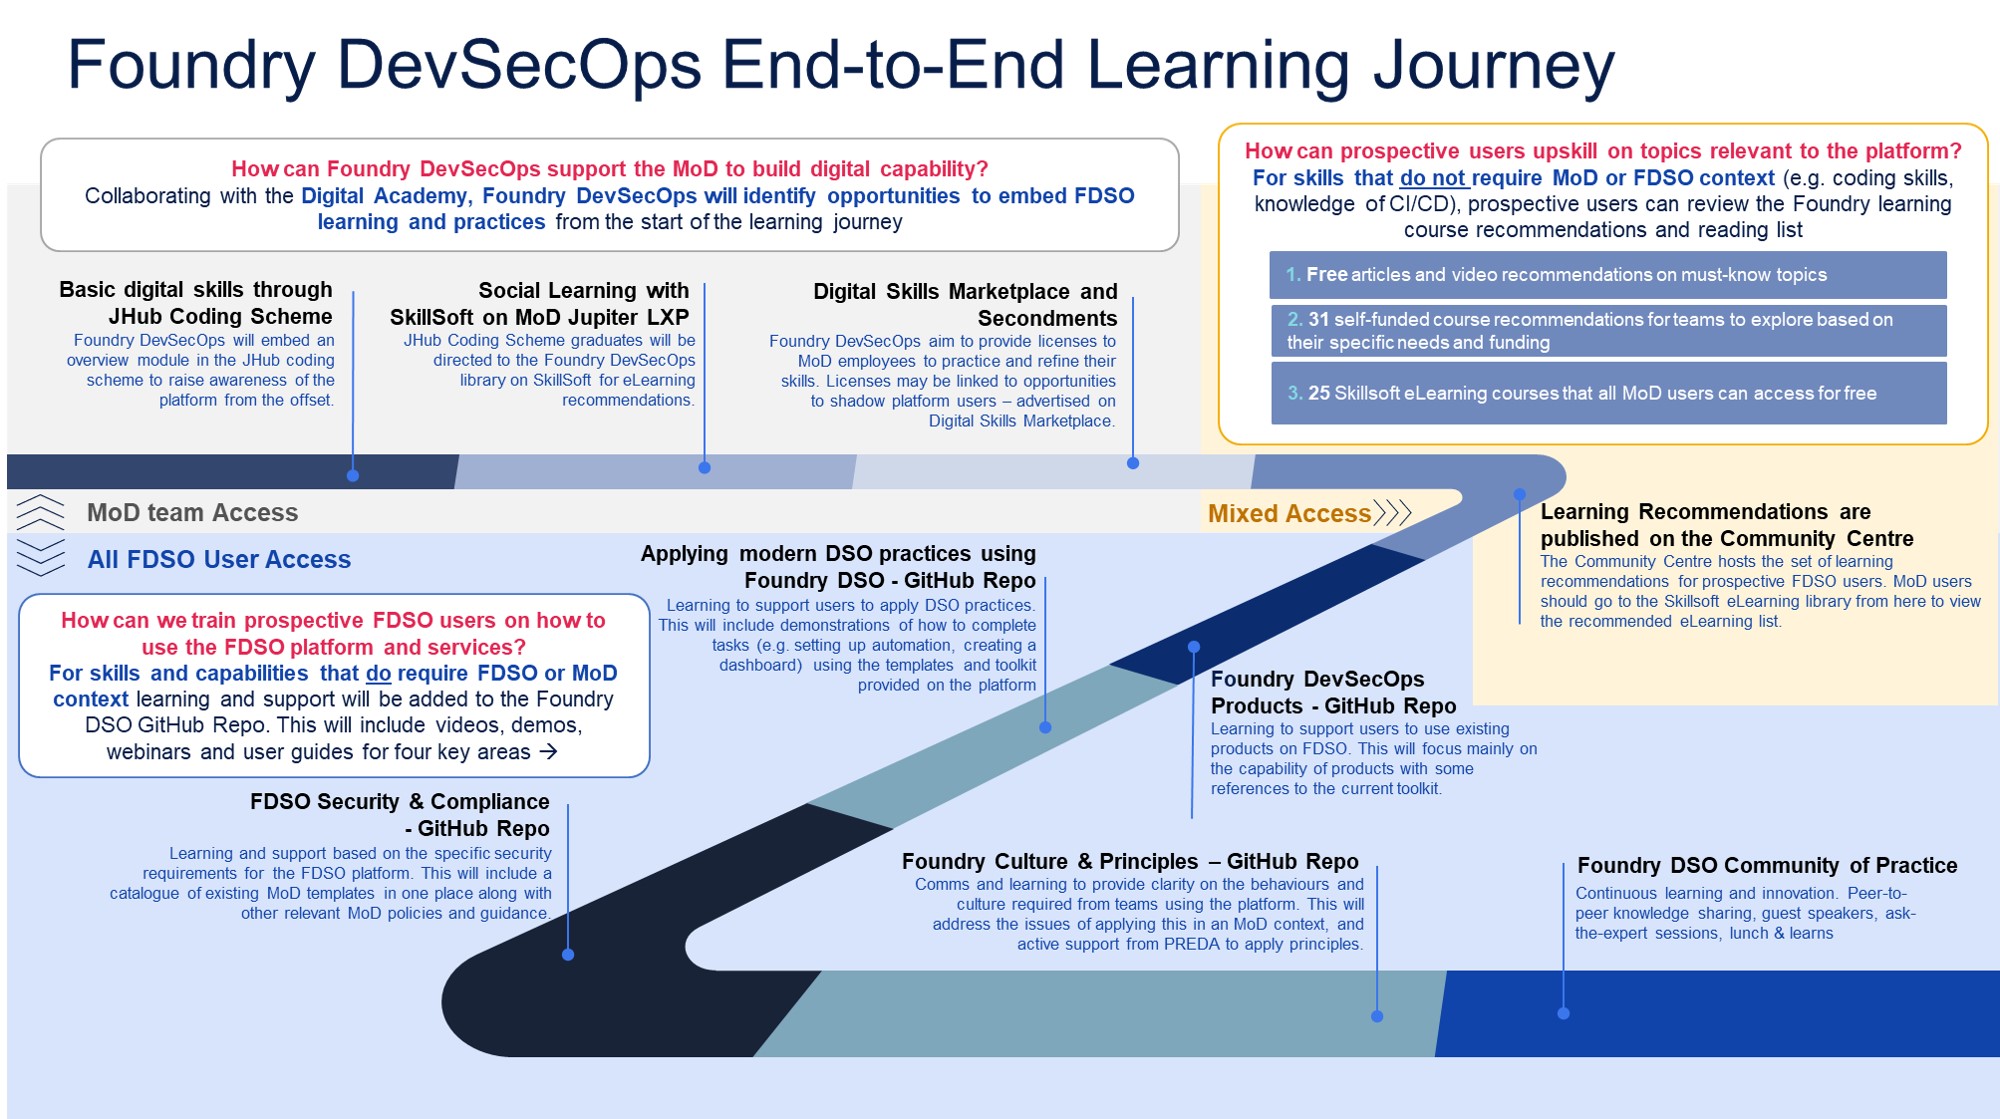 Foundry DevSecOps End-to-End Learning Journey
How can Foundry DevSecOps support the MoD to build digital capability?
Collaborating with the Digital Academy, Foundry DevSecOps will identify opportunities to embed FDSO
learning and practices from the start of the learning journey
How can prospective users upskill on topics relevant to the platform?
For skills that do not require MoD or FDSO context (e.g. coding skills,
knowledge of CI/CD), prospective users can review the Foundry learning
course recommendations and reading list
1. Free articles and video recommendations on must-know topics
2. 31 self-funded course recommendations for teams to explore based on
their specific needs and funding
3. 25 Skillsoft eLearning courses that all MoD users can access for free
Basic digital skills through
JHub Coding Scheme
Foundry DevSecOps will embed an
overview module in the JHub coding
scheme to raise awareness of the
platform from the offset.
Social Learning with
SkillSoft on MoD Jupiter LXP
JHub Coding Scheme graduates will be
directed to the Foundry DevSecOps
library on SkillSoft for eLearning
recommendations.
Digital Skills Marketplace and
Secondments
Foundry DevSecOps aim to provide licenses to
MoD employees to practice and refine their
skills. Licenses may be linked to opportunities
to shadow platform users – advertised on
Digital Skills Marketplace.
MoD team Access
Mixed Access
Learning Recommendations are
published on the Community Centre
The Community Centre hosts the set of learning
recommendations for prospective FDSO users. MoD users
should go to the Skillsoft eLearning library from here to view
the recommended eLearning list.
All FDSO User Access
How can we train prospective FDSO users on how to
use the FDSO platform and services?
For skills and capabilities that do require FDSO or MoD
context learning and support will be added to the Foundry
DSO GitHub Repo. This will include videos, demos,
webinars and user guides for four key areas →
Applying modern DSO practices using
Foundry DSO - GitHub Repo
Learning to support users to apply DSO practices.
This will include demonstrations of how to complete
tasks (e.g. setting up automation, creating a
dashboard) using the templates and toolkit
provided on the platform
Foundry DevSecOps
Products - GitHub Repo
Learning to support users to use existing
products on FDSO. This will focus mainly on
the capability of products with some
references to the current toolkit.
FDSO Security & Compliance
- GitHub Repo
Learning and support based on the specific security
requirements for the FDSO platform. This will include a
catalogue of existing MoD templates in one place along with
other relevant MoD policies and guidance.
Foundry Culture & Principles – GitHub Repo
Comms and learning to provide clarity on the behaviours and
culture required from teams using the platform. This will
address the issues of applying this in an MoD context, and
active support from PREDA to apply principles.
Foundry DSO Community of Practice
Continuous learning and innovation. Peer-to-
peer knowledge sharing, guest speakers, ask-
the-expert sessions, lunch & learns